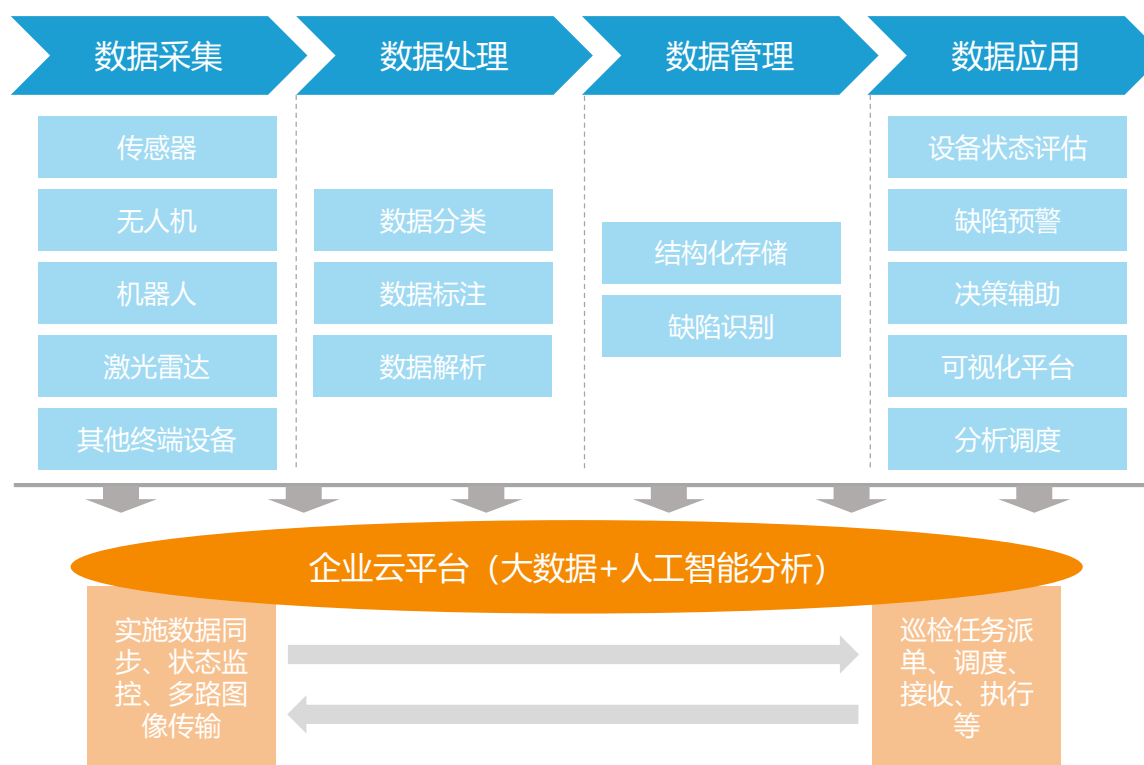 数据采集
数据处理
数据管理
数据应用
传感器
无人机
机器人
激光雷达
其他终端设备
数据分类
数据标注
数据解析
结构化存储
缺陷识别
设备状态评估
缺陷预警
决策辅助
可视化平台
分析调度
企业云平台（大数据+人工智能分析）
实施数据同
步、状态监
控、多路图
像传输
巡检任务派
单、调度、
接收、执行
等